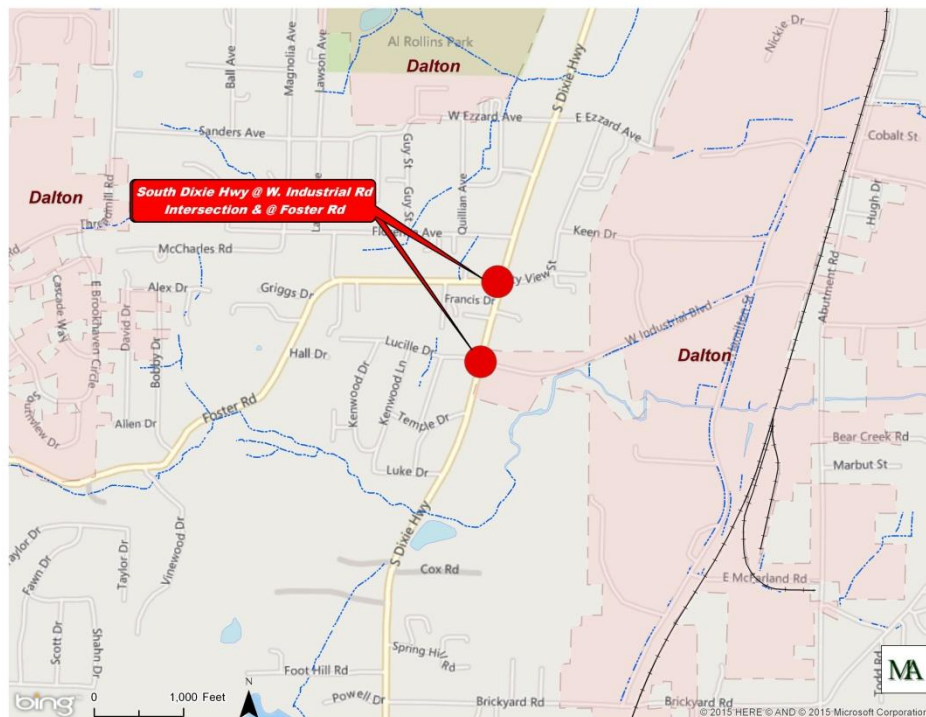 Nickie Dr
Al Rollins Park
Dalton
Ball Ave
Magnolia Ave
Lawson Ave
S Dixie Hwy
W Ezzard Ave
E Ezzard Ave
Sanders Ave
Cobalt St
Guy St
Guy St
Quillian Ave
Hugh Dr
Dalton
South Dixie Hwy @ W. Industrial Rd
Intersection & @ Foster Rd
Keen Dr
McCharles Rd
Abutment Rd
Alex Dr
Griggs Dr
Francis Dr
View St
W Industrial Blvd
Hamilton St
Cascade Way
E Brookhaven Circle
David Dr
Bobby Dr
Hall Dr
Lucille Dr
Dalton
Kenwood Dr
Kenwood Ln
Foster Rd
Temple Dr
Southview Dr
Allen Dr
Bear Creek Rd
Marbut St
Luke Dr
S Dixie Hwy
Taylor Dr
Fawn Dr
Taylor Dr
Vinewood Dr
Cox Rd
E McFarland Rd
Scott Dr
Shahn Dr
Spring Hill Rd
Foot Hill Rd
Todd Rd
MA
Powell Dr
Brickyard Rd
Brickyard Rd
bing
0
1,000 Feet
N
© 2015 HERE © AND © 2015 Microsoft Corporation